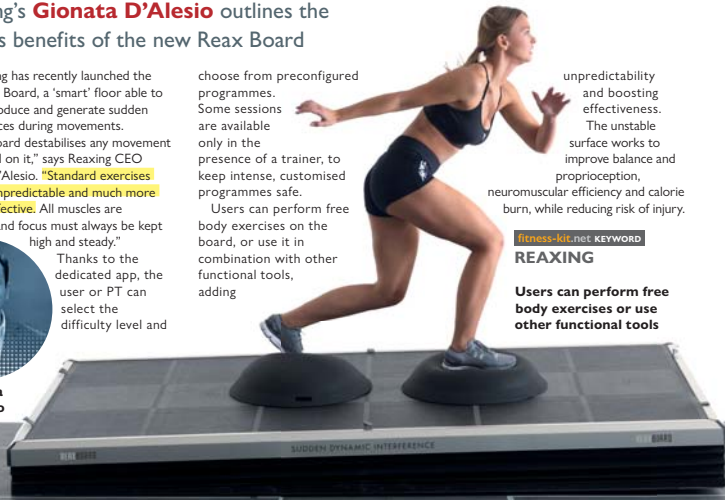 ng's Gionata D'Alesio outlines the
s benefits of the new Reax Board
ng has recently launched the
Board, a 'smart' floor able to
oduce and generate sudden
ces during movements.
oard destabilises any movement
d on it," says Reaxing CEO
'Alesio. "Standard exercises
npredictable and much more
fective. All muscles are
nd focus must always be kept
high and steady."
Thanks to the
dedicated app, the
user or PT can
select the
difficulty level and
choose from preconfigured
programmes.
Some sessions
are available
only in the
presence of a trainer, to
keep intense, customised
programmes safe.
Users can perform free
body exercises on the
board, or use it in
combination with other
functional tools,
adding
unpredictability
and boosting
effectiveness.
The unstable
surface works to
improve balance and
proprioception,
neuromuscular efficiency and calorie
burn, while reducing risk of injury.
fitness-kit.net KEYWORD
REAXING
Users can perform free
body exercises or use
other functional tools
REAXBOARD
SUDDEN DYNAMIC INTERFERENCE
REAXBOARD